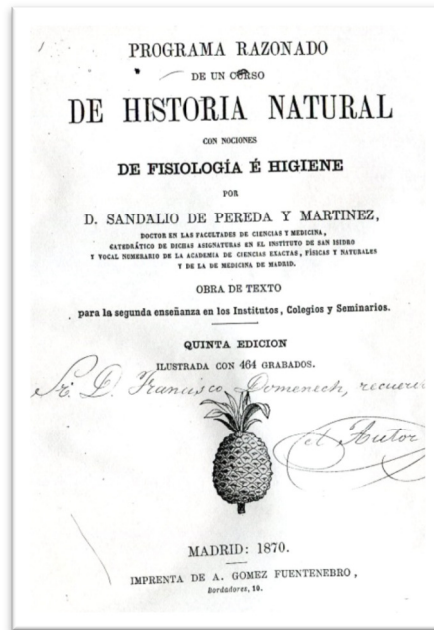 PROGRAMA RAZONADO
DE UN CURSO
DE HISTORIA NATURAL
CON NOCIONES
DE FISIOLOGÍA É HIGIENE
POR
D. SANDALIO DE PEREDA Y MARTINEZ,
DOCTOR EN LAS FACULTADES DE CIENCIAS Y MEDICINA,
CATEDRÁTICO DE DICHAS ASIGNATURAS EN EL INSTITUTO DE SAN ISIDRO
Y VOCAL NUMERARIO DE LA ACADEMIA DE CIENCIAS EXACTAS, FÍSICAS Y NATURALES
Y DE LA DE MEDICINA DE MADRID.
OBRA DE TEXTO
para la segunda enseñanza en los Institutos, Colegios y Seminarios.
QUINTA EDICION
ILUSTRADA CON 464 GRABADOS.
Sr. D. Francisco Domenech, recuer
el Autor
MADRID: 1870.
IMPRENTA DE A. GOMEZ FUENTENEBRO,
Bordadores, 10.